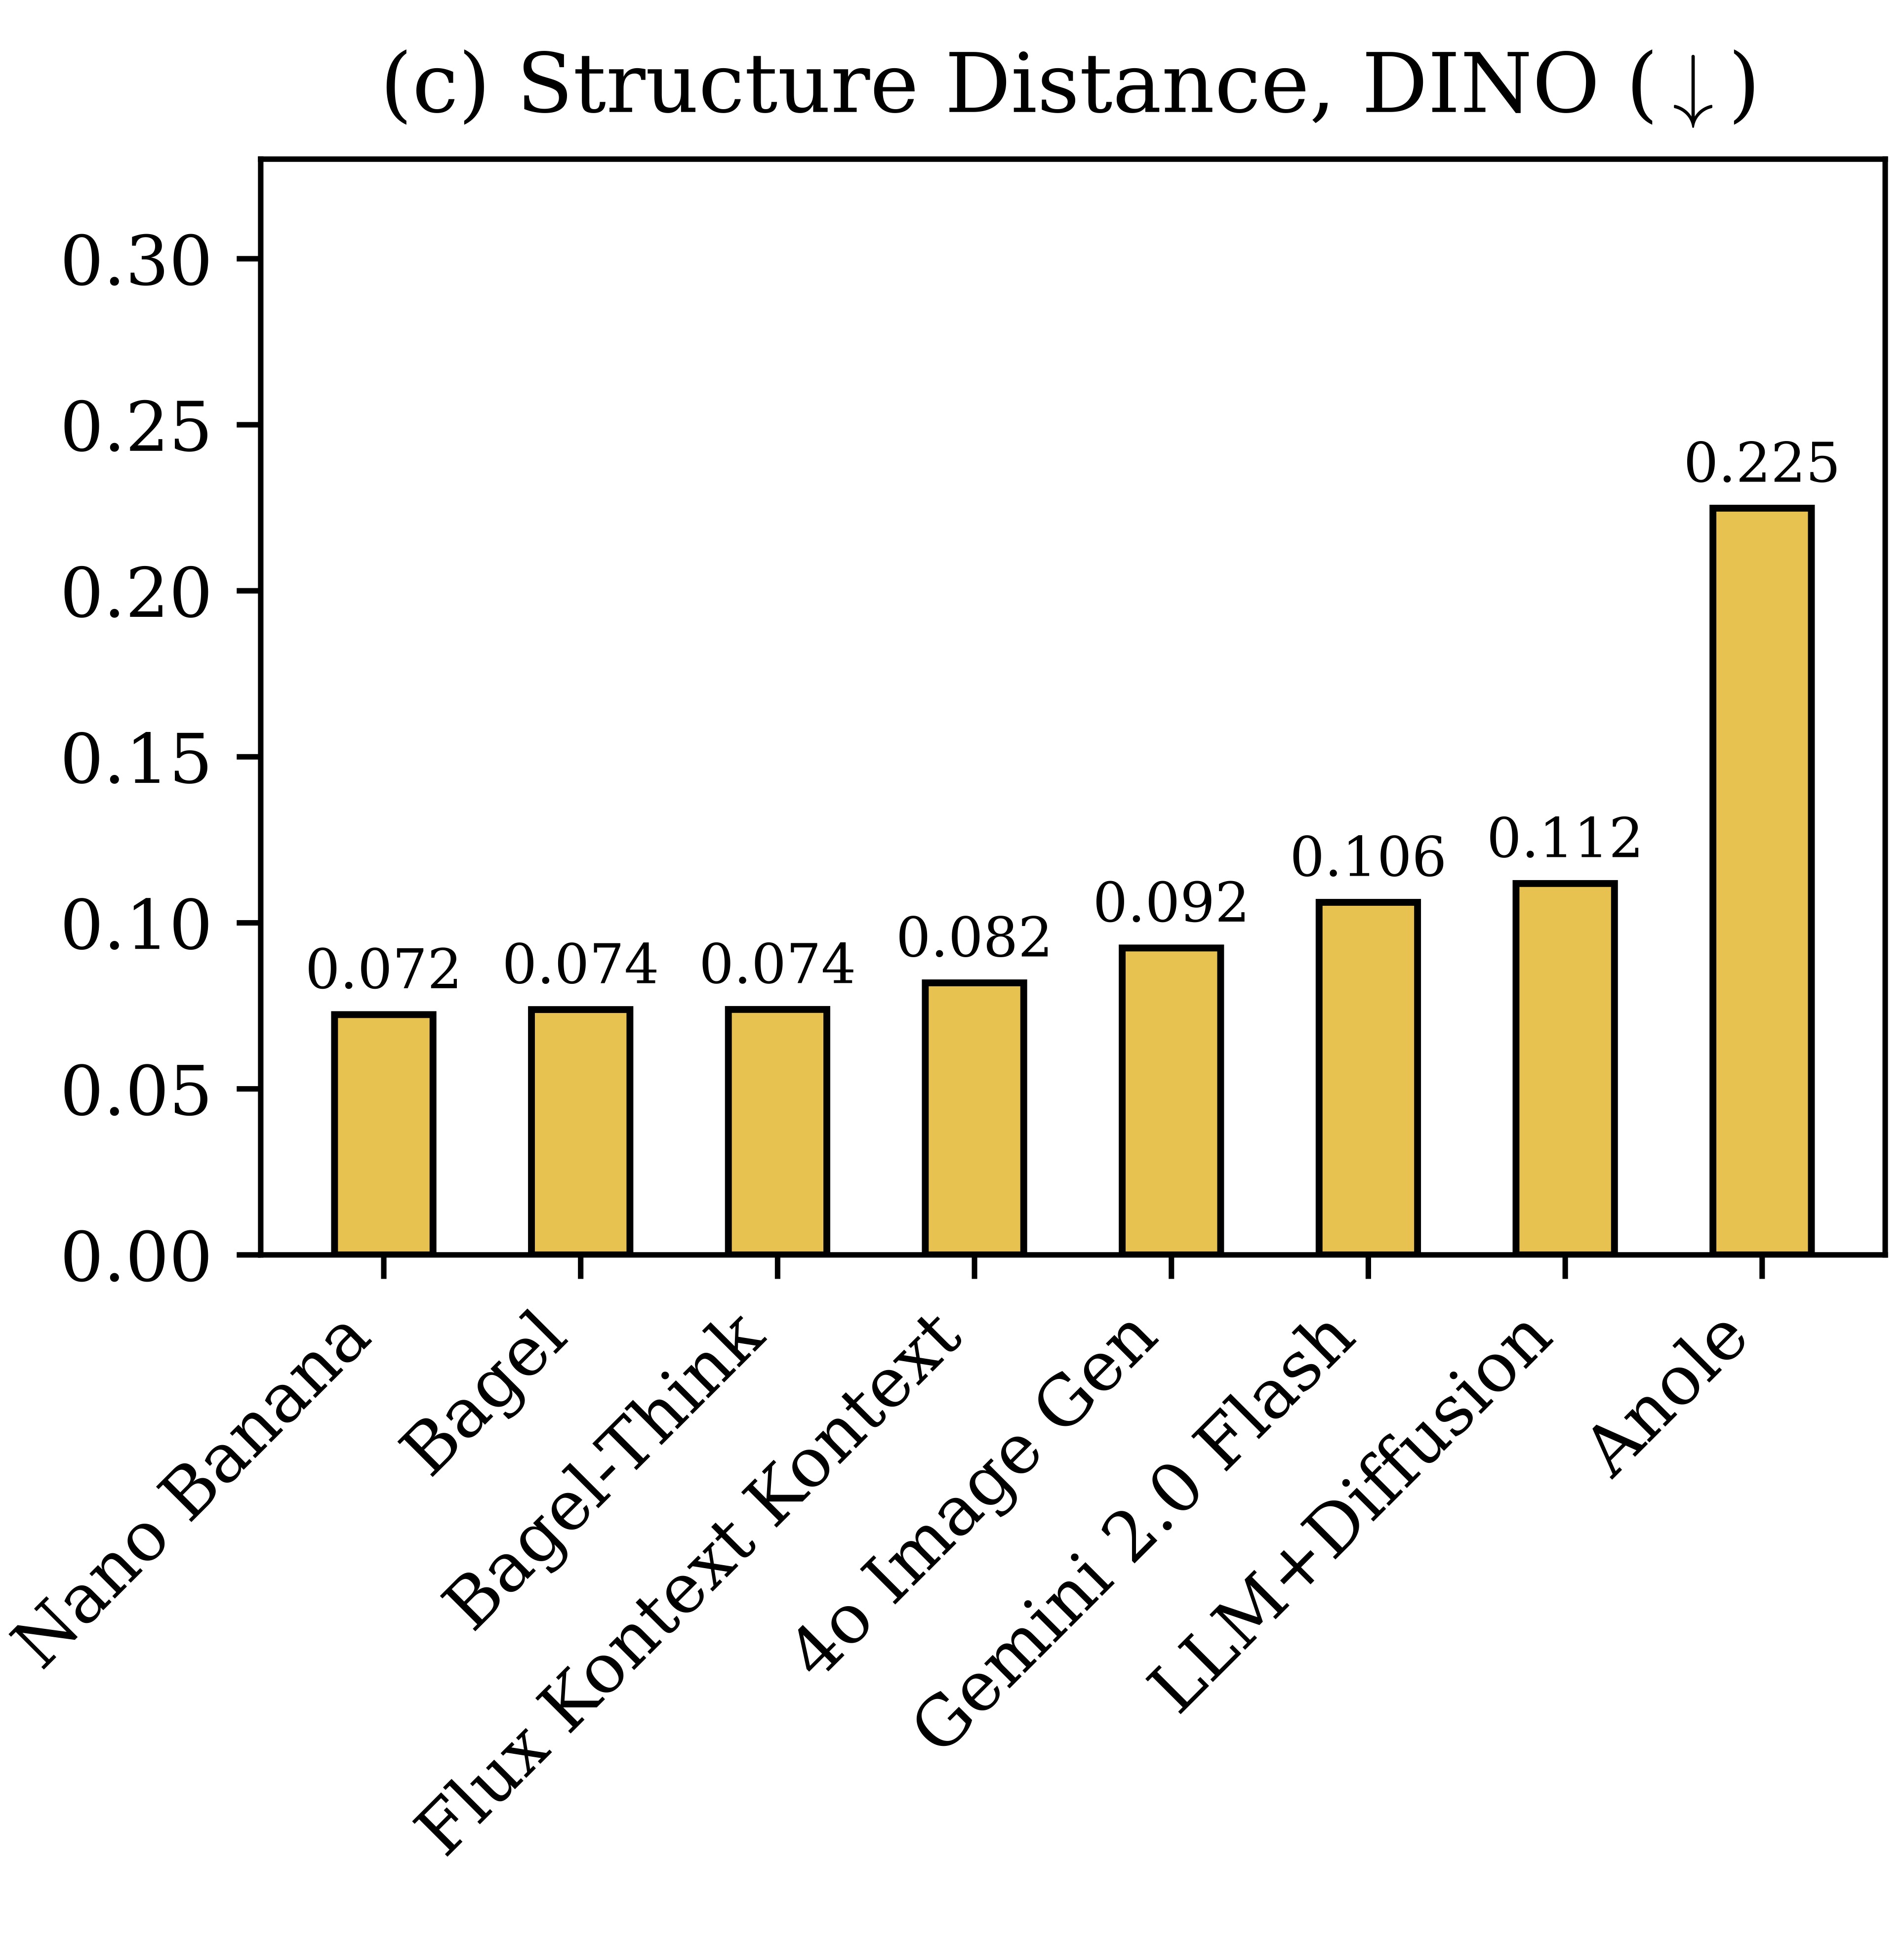 (c) Structure Distance, DINO (↓)
0.30
0.25
0.20
0.15
0.10
0.05
0.00
0.072
0.074
0.074
0.082
0.092
0.106
0.112
0.225
Nano Banana
Bagel
Bagel-Think
Flux Kontext Kontext
4o Image Gen
Gemini 2.0 Flash
LLM+Diffusion
Anole